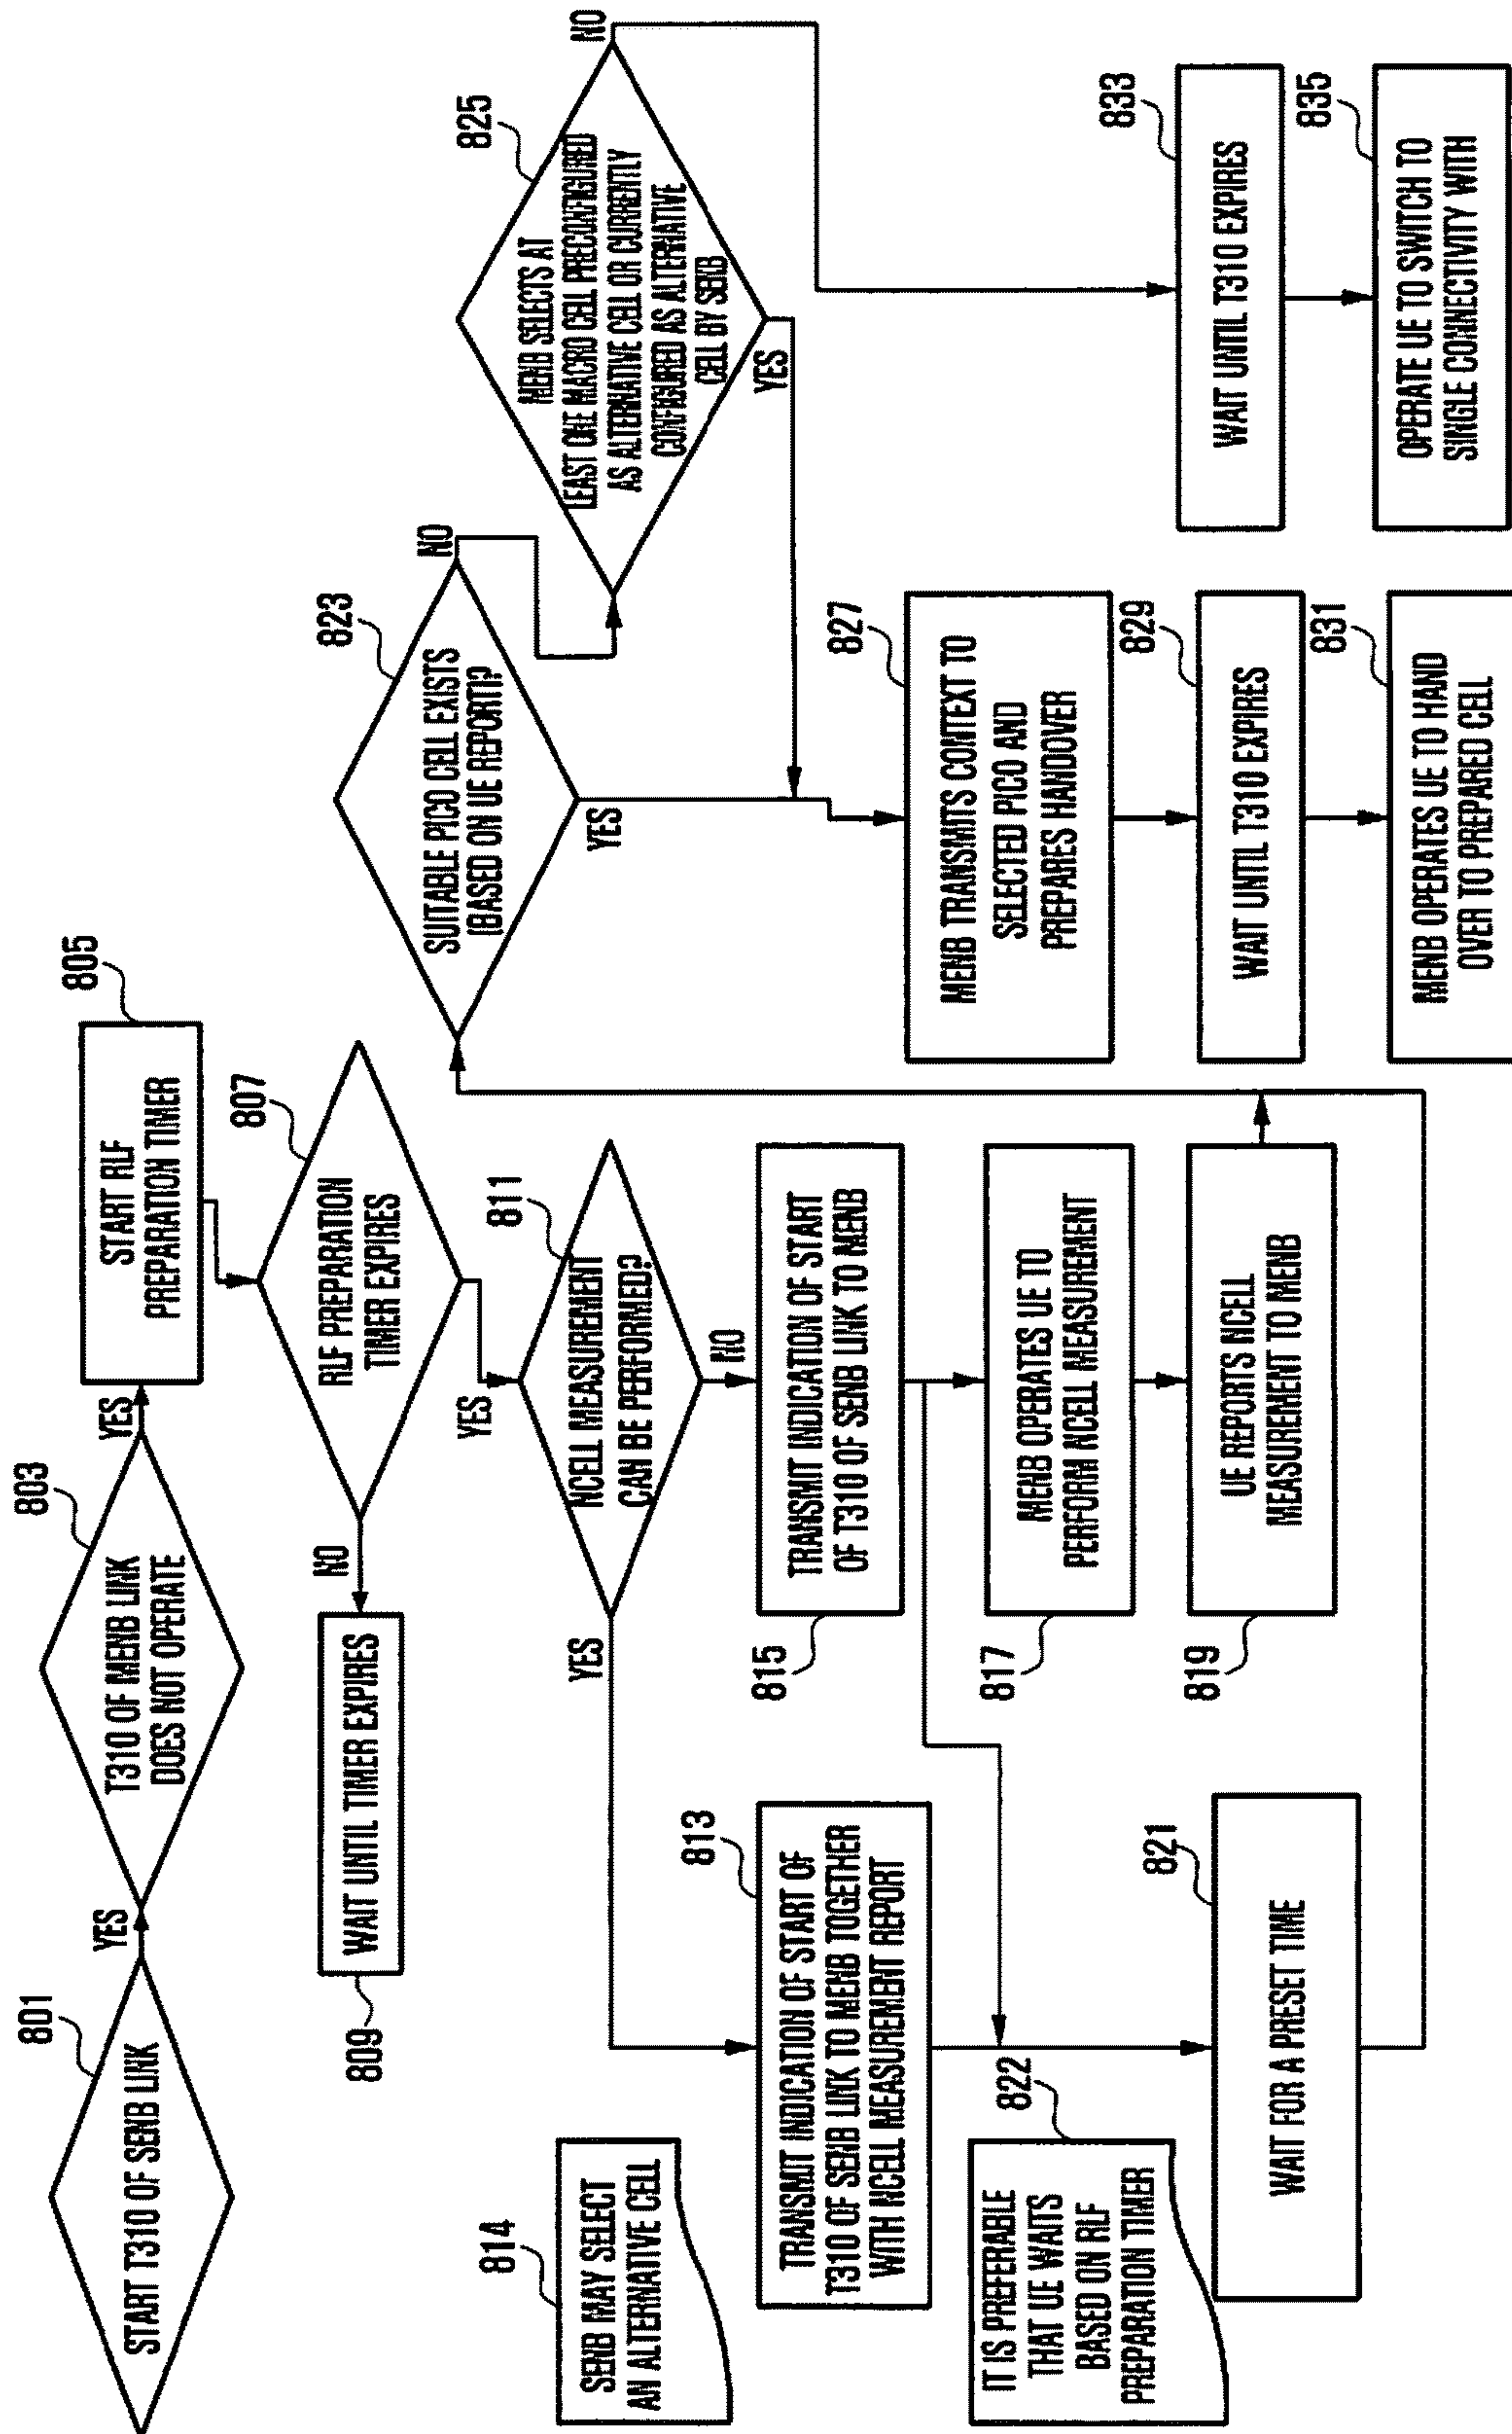 801
START T310 OF SENB LINK
YES
803
T310 OF MENB LINK
DOES NOT OPERATE
YES
805
START RLF
PREPARATION TIMER
807
RLF PREPARATION
TIMER EXPIRES
NO
809
WAIT UNTIL TIMER EXPIRES
YES
811
NCELL MEASUREMENT
CAN BE PERFORMED?
YES
NO
814
SENB MAY SELECT
AN ALTERNATIVE CELL
813
TRANSMIT INDICATION OF START OF
T310 OF SENB LINK TO MENB TOGETHER
WITH NCELL MEASUREMENT REPORT
815
TRANSMIT INDICATION OF START
OF T310 OF SENB LINK TO MENB
817
MENB OPERATES UE TO
PERFORM NCELL MEASUREMENT
819
UE REPORTS NCELL
MEASUREMENT TO MENB
822
IT IS PREFERABLE
THAT UE WAITS
BASED ON RLF
PREPARATION TIMER
821
WAIT FOR A PRESET TIME
823
SUITABLE PICO CELL EXISTS
(BASED ON UE REPORT)?
NO
YES
825
MENB SELECTS AT
LEAST ONE MACRO CELL PRECONFIGURED
AS ALTERNATIVE CELL OR CURRENTLY
CONFIGURED AS ALTERNATIVE
CELL BY SENB
NO
YES
827
MENB TRANSMITS CONTEXT TO
SELECTED PICO AND
PREPARES HANDOVER
829
WAIT UNTIL T310 EXPIRES
831
MENB OPERATES UE TO HAND
OVER TO PREPARED CELL
833
WAIT UNTIL T310 EXPIRES
835
OPERATE UE TO SWITCH TO
SINGLE CONNECTIVITY WITH